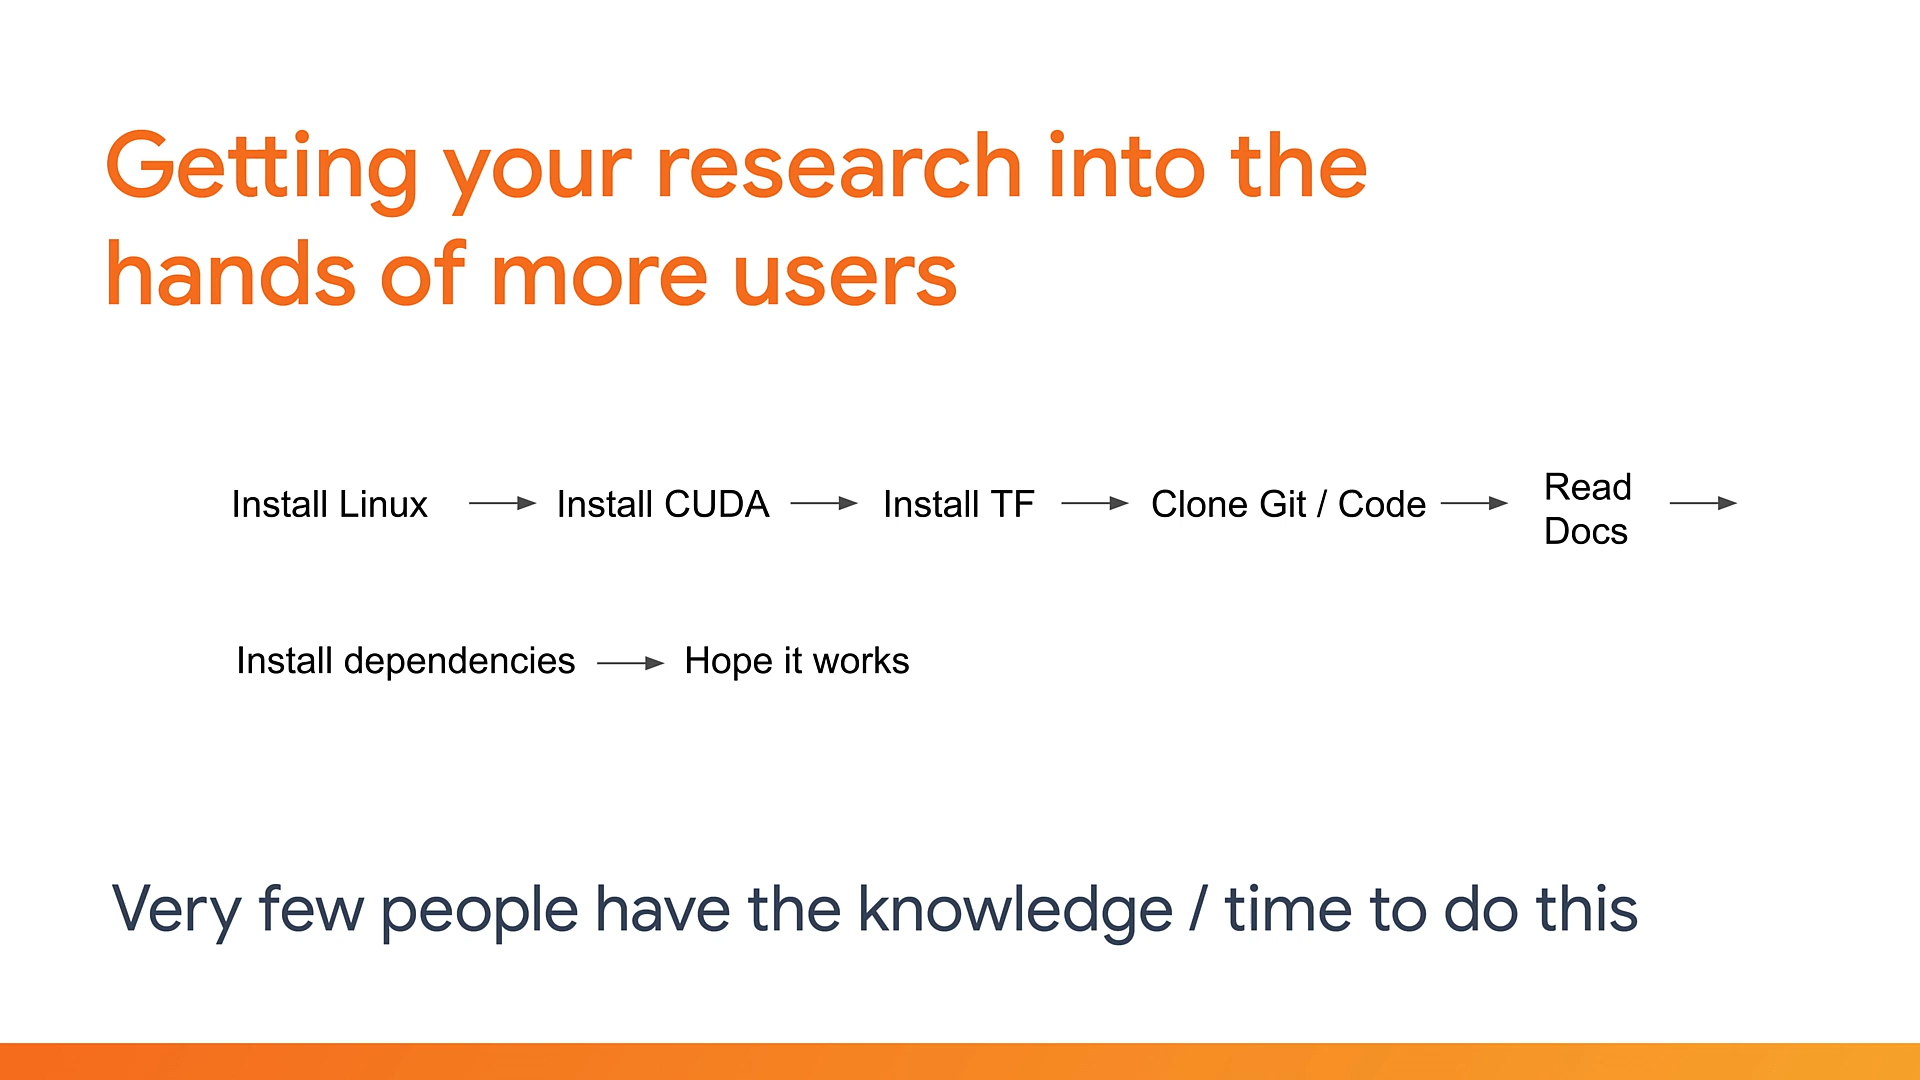 Getting your research into the
hands of more users
Install Linux
Install CUDA
Install TF
Clone Git / Code
Read
Docs
Install dependencies
Hope it works
Very few people have the knowledge / time to do this